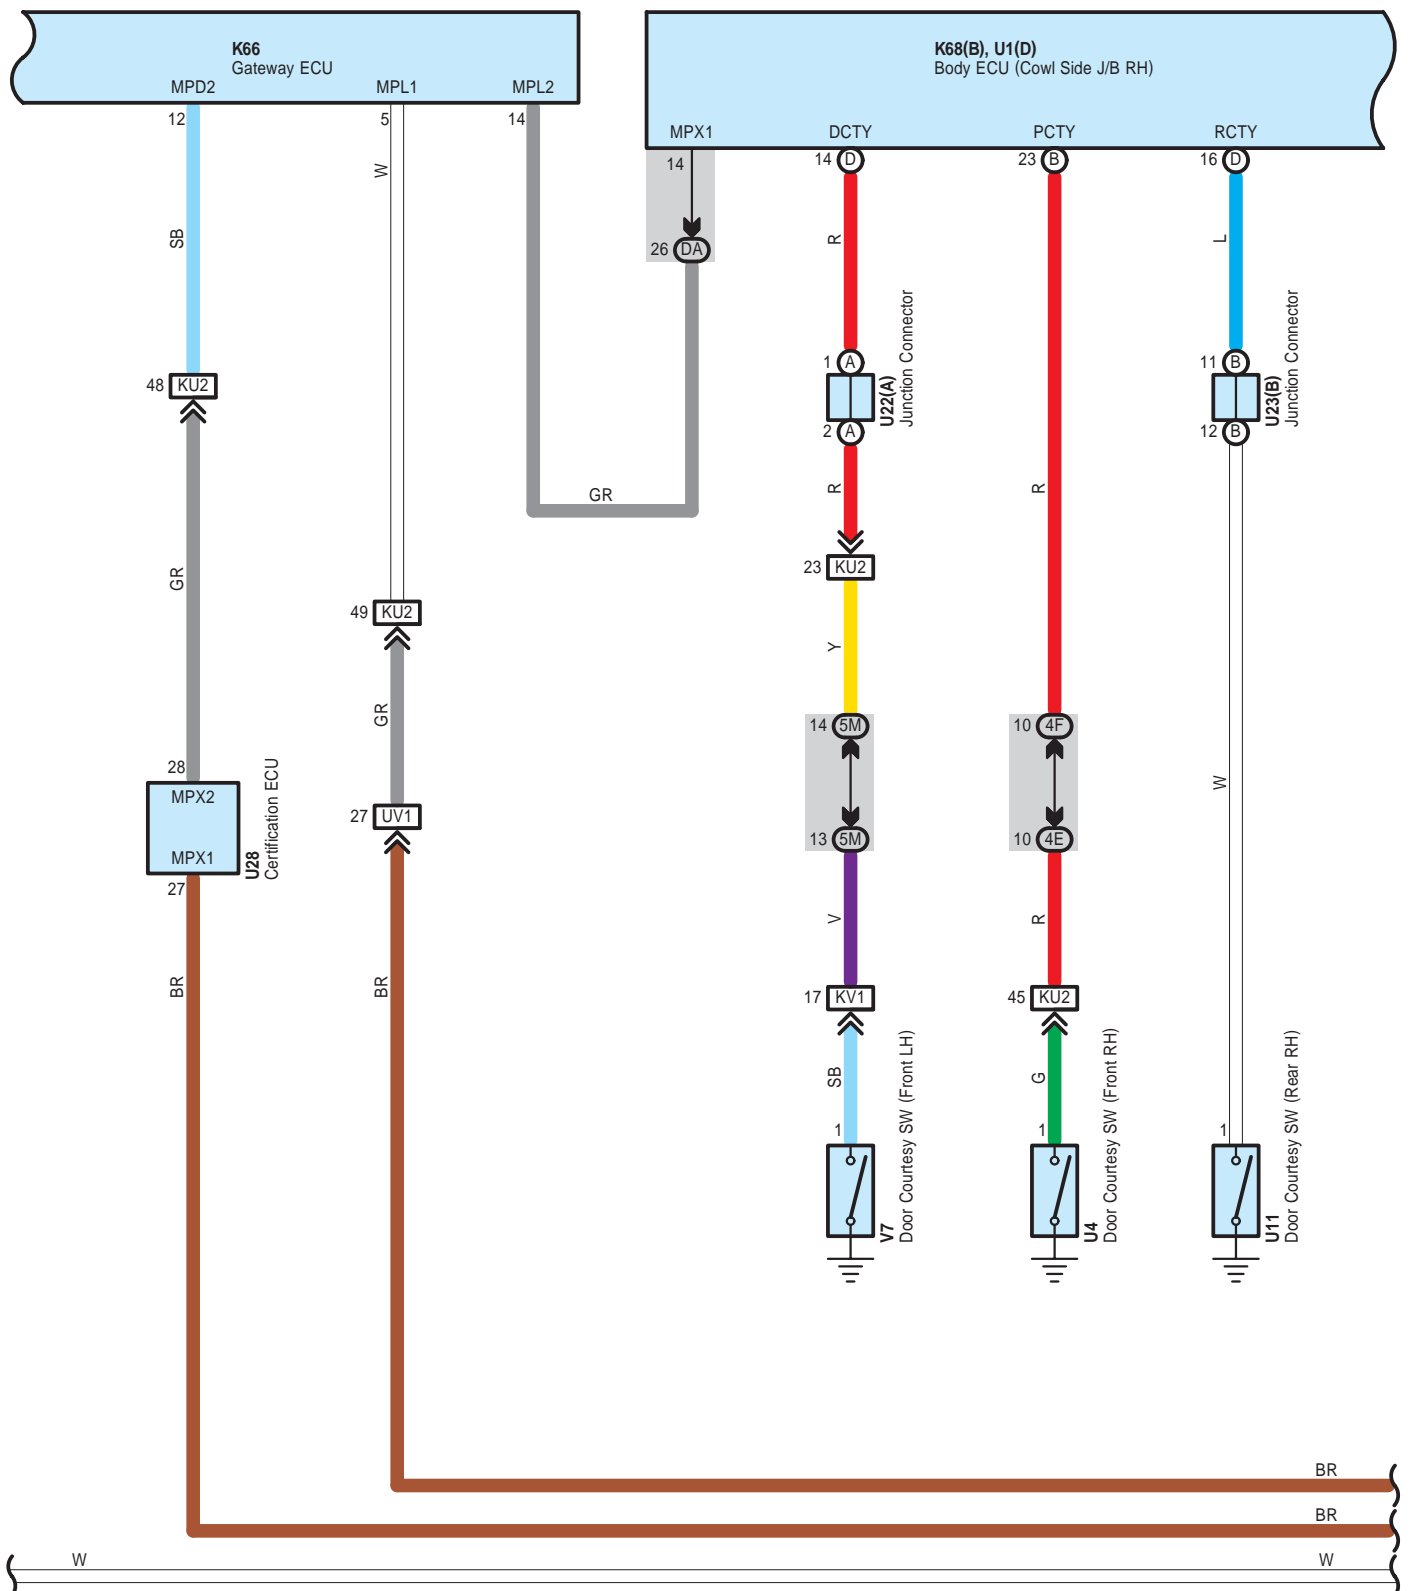 K66
Gateway ECU
MPD2
MPL1
MPL2
K68(B), U1(D)
Body ECU (Cowl Side J/B RH)
MPX1
DCTY
PCTY
RCTY
12
5
14
14
14
D
23
B
16
D
W
SB
26
DA
R
L
1
A
U22(A)
Junction Connector
2
A
11
B
U23(B)
Junction Connector
12
B
48
KU2
R
R
GR
23
KU2
GR
49
KU2
Y
GR
14
5M
10
4F
28
MPX2
MPX1
U28
Certification ECU
27
27
UV1
W
13
5M
10
4E
V
R
BR
BR
17
KV1
45
KU2
SB
G
1
1
1
V7
Door Courtesy SW (Front LH)
U4
Door Courtesy SW (Front RH)
U11
Door Courtesy SW (Rear RH)
BR
BR
W
W